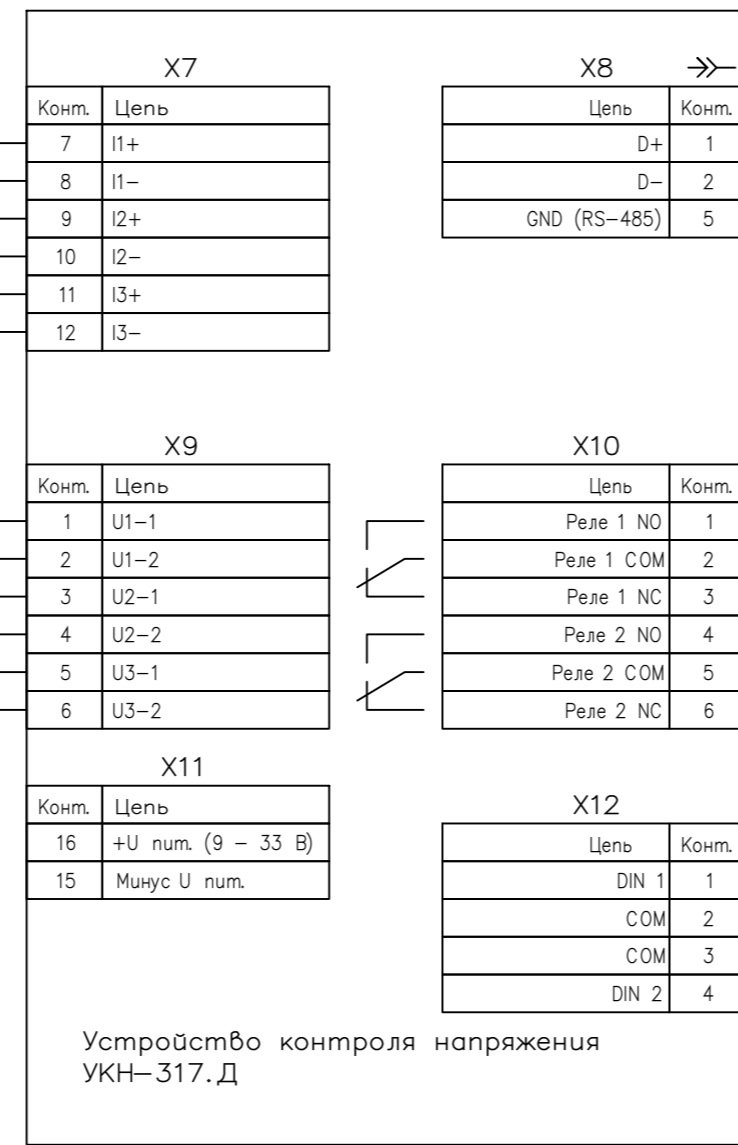 X7
Конт. Цепь
7 I1+
8 I1–
9 I2+
10 I2–
11 I3+
12 I3–
X8
Цепь Конт.
D+ 1
D– 2
GND (RS–485) 5
X9
Конт. Цепь
1 U1–1
2 U1–2
3 U2–1
4 U2–2
5 U3–1
6 U3–2
X10
Цепь Конт.
Реле 1 NO 1
Реле 1 COM 2
Реле 1 NC 3
Реле 2 NO 4
Реле 2 COM 5
Реле 2 NC 6
X11
Конт. Цепь
16 +U пит. (9 – 33 В)
15 Минус U пит.
X12
Цепь Конт.
DIN 1 1
COM 2
COM 3
DIN 2 4
Устройство контроля напряжения
УКН–317.Д